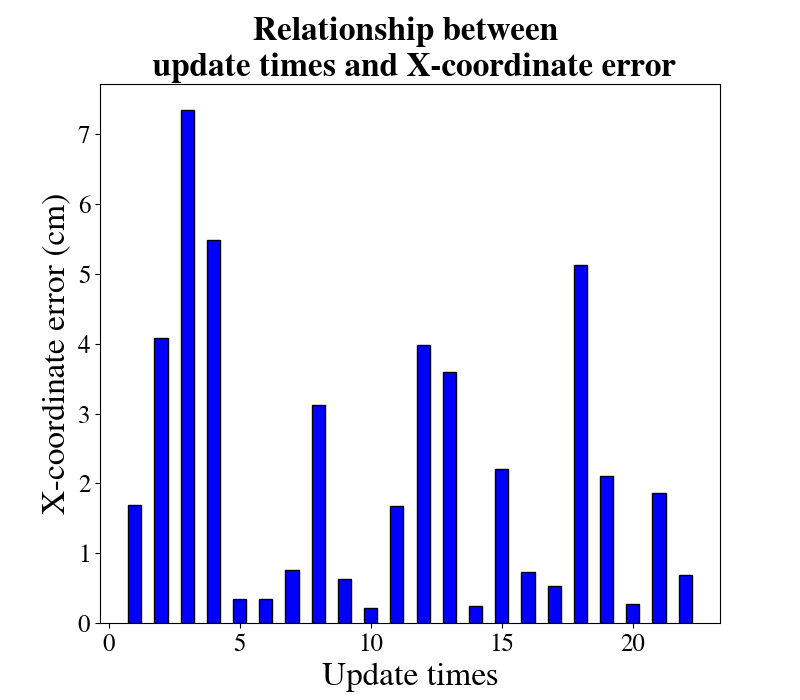 Relationship between
update times and X-coordinate error
X-coordinate error (cm)
7
6
5
4
3
2
1
0
0 5 10 15 20
Update times